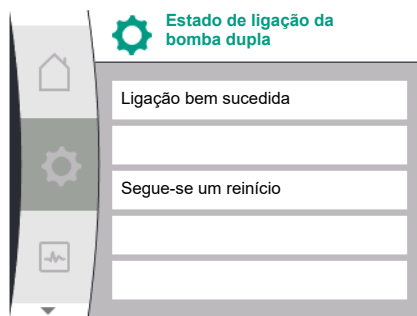 Estado de ligação da
bomba dupla
Ligação bem sucedida
Segue-se um reinício